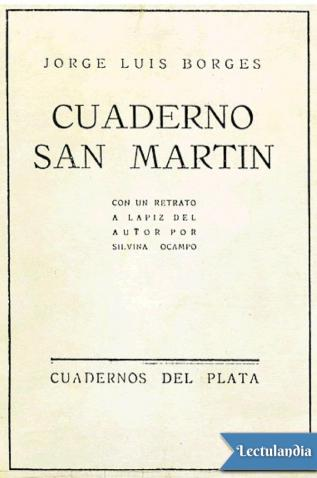 JORGE LUIS BORGES
CUADERNO
SAN MARTIN
CON UN RETRATO
A LAPIZ DEL
AUTOR POR
SILVINA OCAMPO
CUADERNOS DEL PLATA
Lectulandia